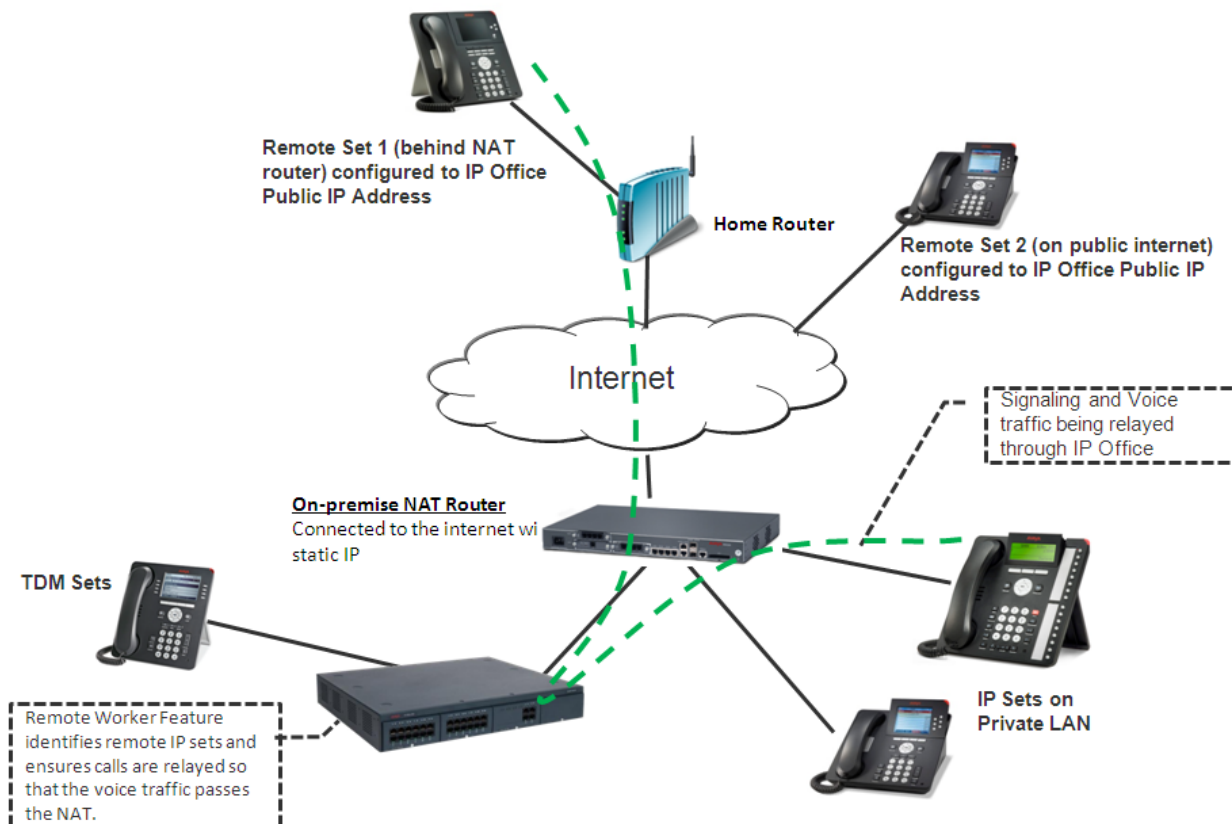 Remote Set 1 (behind NAT
router) configured to IP Office
Public IP Address
Home Router
Remote Set 2 (on public internet)
configured to IP Office Public IP
Address
Internet
Signaling and Voice
traffic being relayed
through IP Office
On-premise NAT Router
Connected to the internet wi
static IP
TDM Sets
IP Sets on
Private LAN
Remote Worker Feature
identifies remote IP sets and
ensures calls are relayed so
that the voice traffic passes
the NAT.